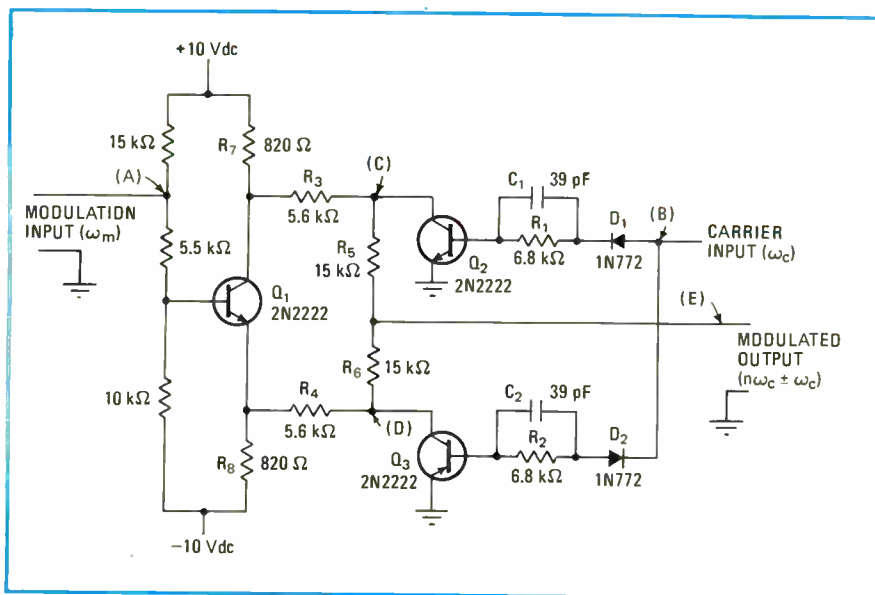 +10 Vdc
15 kΩ
R7
820 Ω
(A)
R3
5.6 kΩ
(C)
C1
39 pF
MODULATION
INPUT (ωm)
5.5 kΩ
R5
15 kΩ
Q2
2N2222
R1
6.8 kΩ
D1
1N772
(B)
CARRIER
INPUT (ωc)
Q1
2N2222
(E)
MODULATED
OUTPUT
(nωc ± ωc)
R6
15 kΩ
10 kΩ
R4
5.6 kΩ
(D)
C2
39 pF
R8
820 Ω
Q3
2N2222
R2
6.8 kΩ
D2
1N772
−10 Vdc